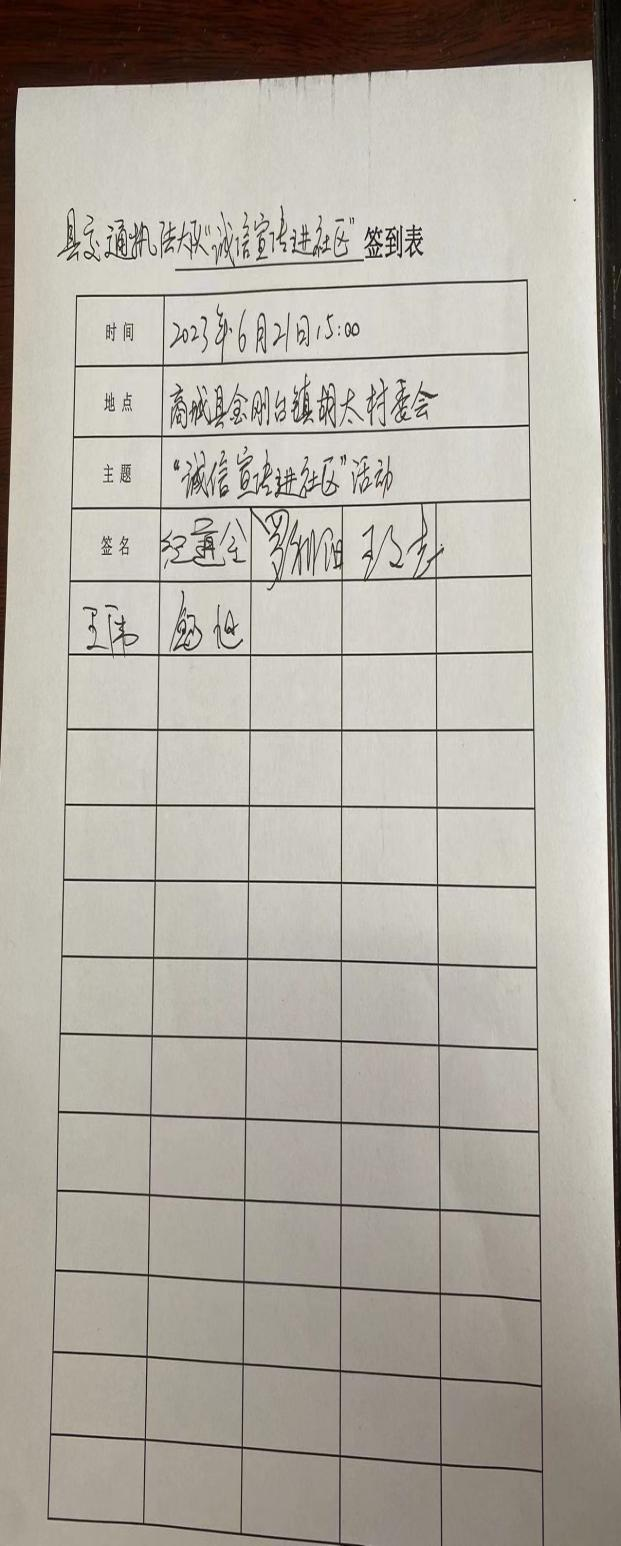 县交通执法大队"诚信宣传进社区"签到表
时间 2023年6月21日15:00
地点 商城县金刚台镇胡太村委会
主题 "诚信宣传进社区"活动
签名
王伟